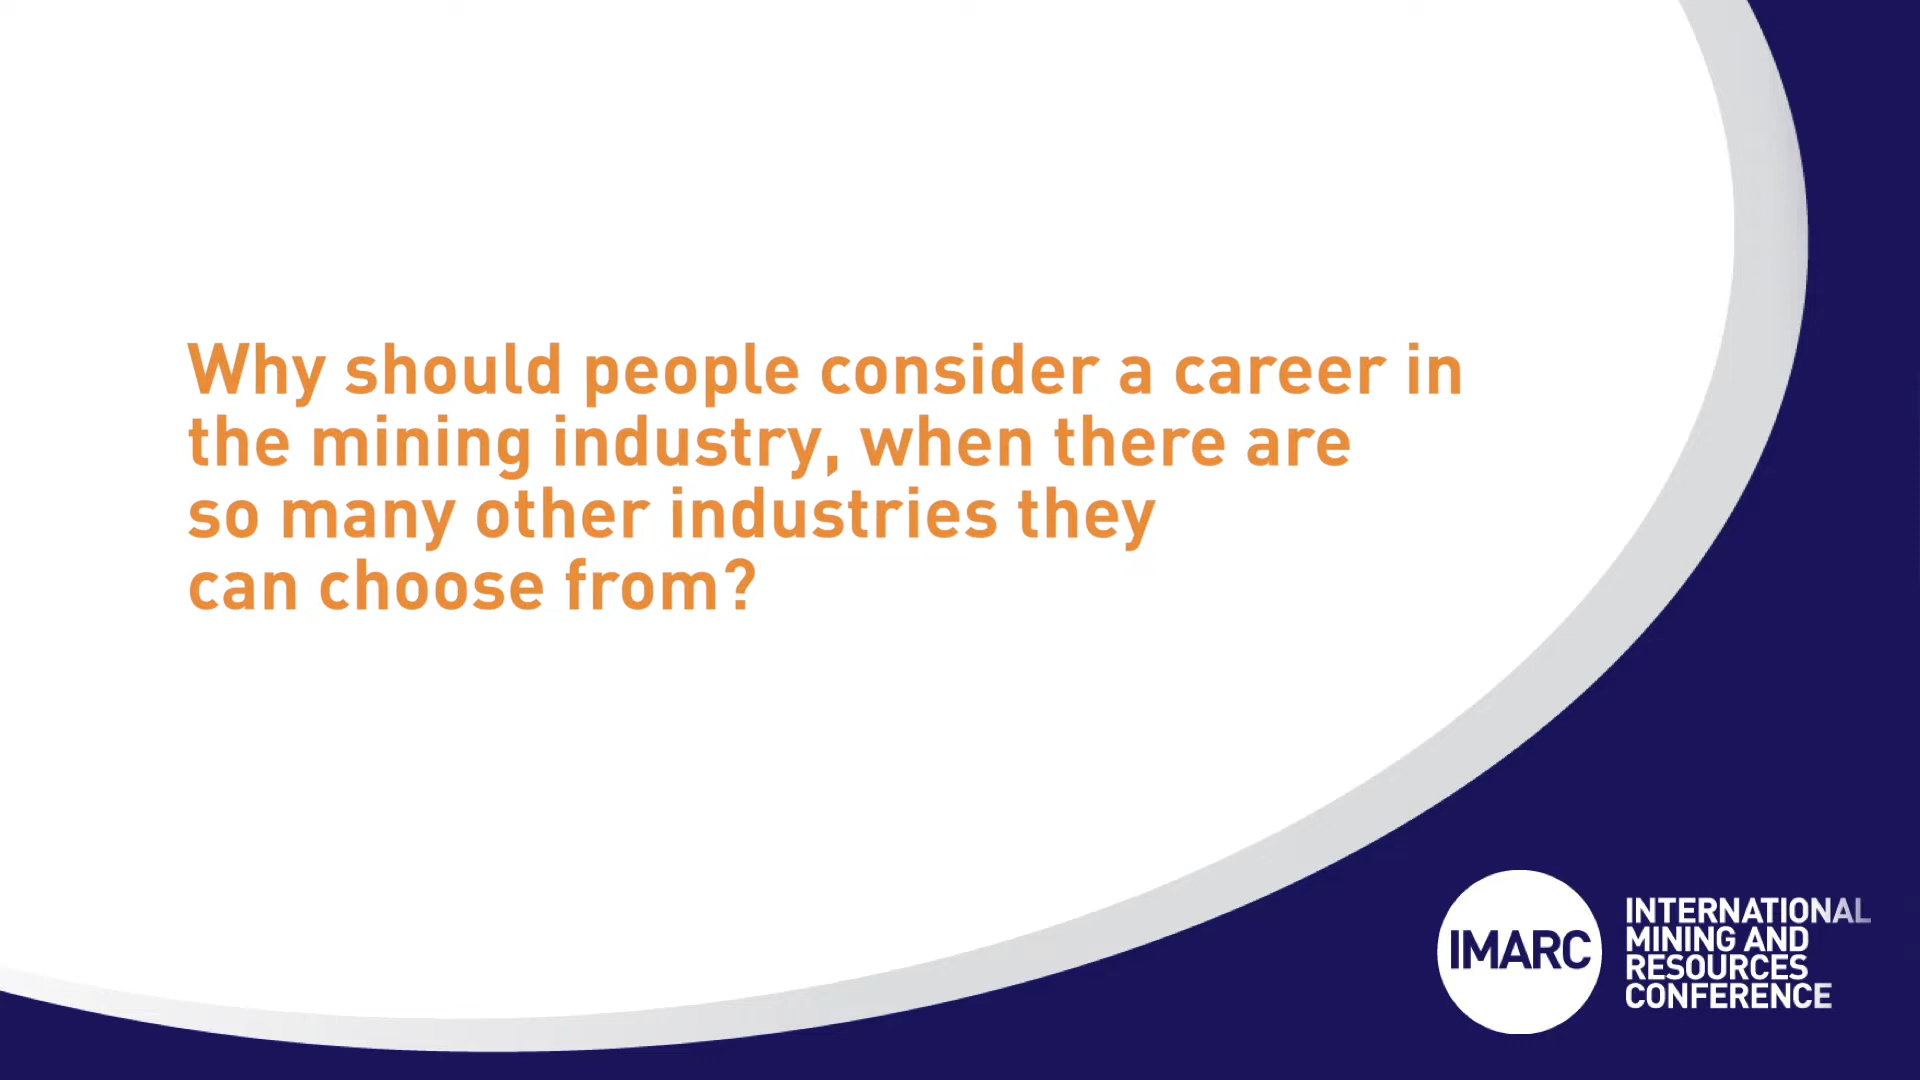 Why should people consider a career in
the mining industry, when there are
so many other industries they
can choose from?
IMARC
INTERNATIONAL
MINING AND
RESOURCES
CONFERENCE